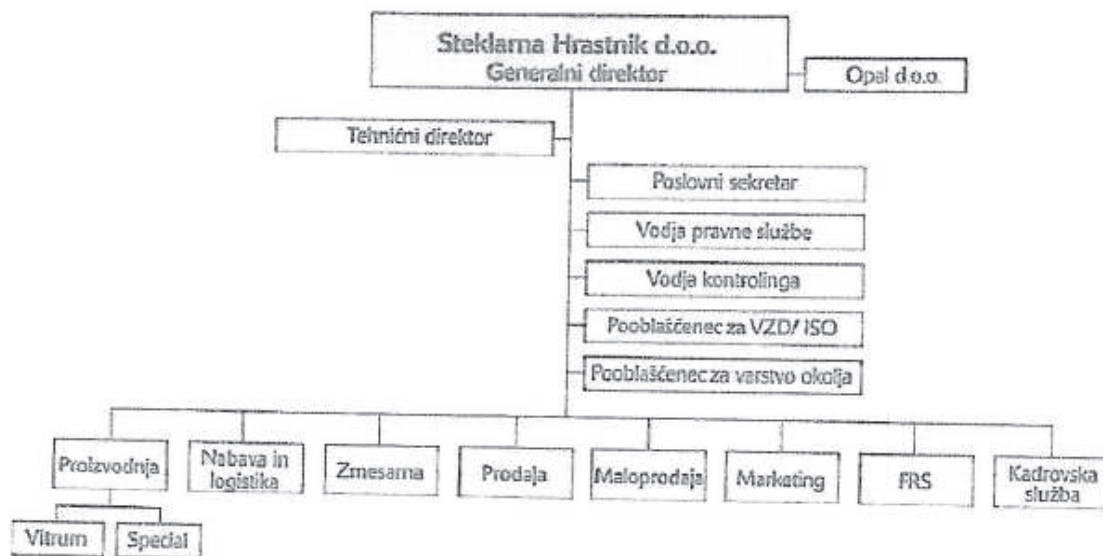 Steklarna Hrastnik d.o.o.
Generalni direktor
Opal d.o.o.
Tehnični direktor
Poslovni sekretar
Vodja pravne službe
Vodja kontrolinga
Pooblaščenec za VZD/ ISO
Pooblaščenec za varstvo okolja
Proizvodnja
Nabava in
logistika
Zmesarna
Prodaja
Maloprodaja
Marketing
FRS
Kadrovska
služba
Vitrum
Special